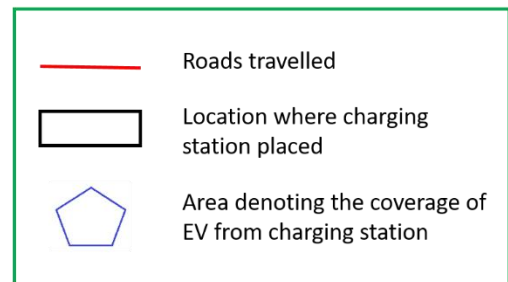 Roads travelled
Location where charging
station placed
Area denoting the coverage of
EV from charging station